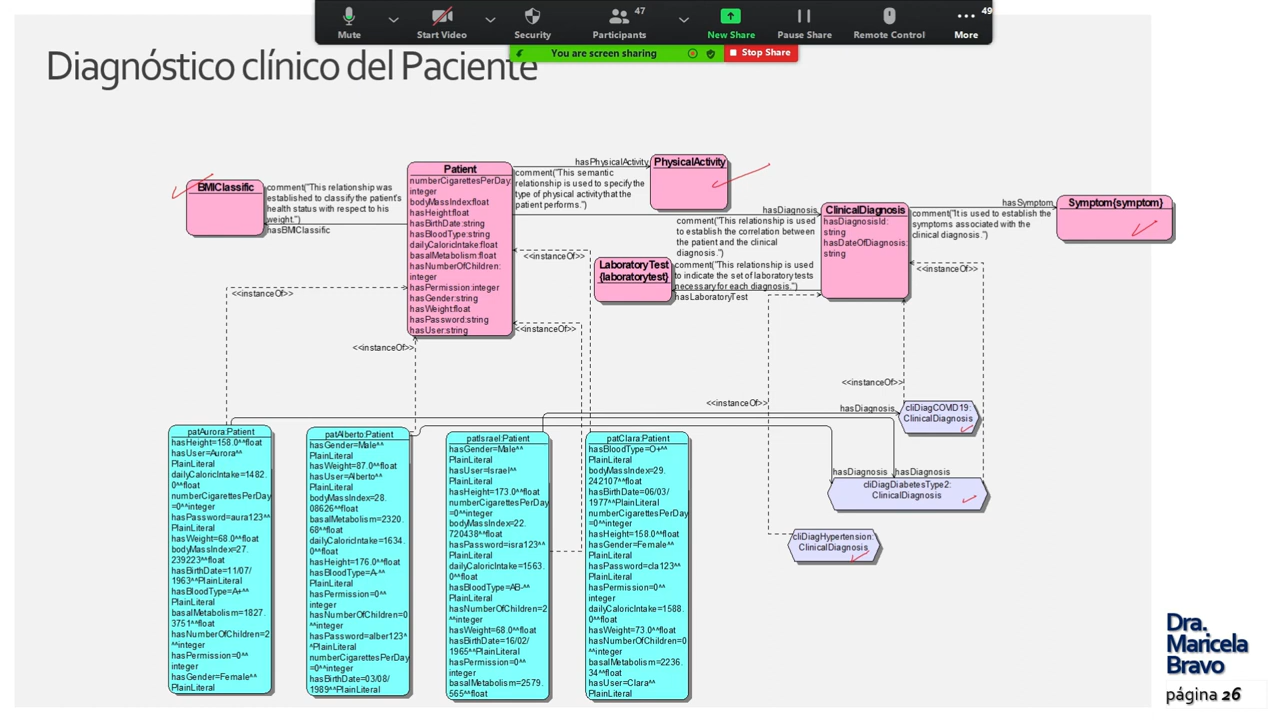 47
49
Mute
Start Video
Security
Participants
New Share
Pause Share
Remote Control
More
You are screen sharing
Stop Share
Diagnóstico clínico del Paciente
BMIClassific
comment("This relationship was
established to classify the patient's
health status with respect to his
weight.")
hasBMIClassific
Patient
numberCigarettesPerDay:
integer
bodyMassIndex:float
hasHeight:float
hasBirthDate:string
hasBloodType:string
dailyCaloricIntake:float
basalMetabolism:float
hasNumberOfChildren:
integer
hasPermission:integer
hasGender:string
hasWeight:float
hasPassword:string
hasUser:string
hasPhysicalActivity
comment("This semantic
relationship is used to specify the
type of physical activity that the
patient performs.")
PhysicalActivity
hasDiagnosis
comment("This relationship is used
to establish the correlation between
the patient and the clinical
diagnosis.")
LaboratoryTest
{laboratorytest}
comment("This relationship is used
to indicate the set of laboratory tests
necessary for each diagnosis.")
hasLaboratoryTest
ClinicalDiagnosis
hasDiagnosisId:
string
hasDateOfDiagnosis:
string
hasSymptom
comment("It is used to establish the
symptoms associated with the
clinical diagnosis.")
Symptom{symptom}
<<instanceOf>>
<<instanceOf>>
<<instanceOf>>
<<instanceOf>>
<<instanceOf>>
<<instanceOf>>
<<instanceOf>>
hasDiagnosis
cliDiagCOVID19:
ClinicalDiagnosis
hasDiagnosis
hasDiagnosis
cliDiagDiabetesType2:
ClinicalDiagnosis
cliDiagHypertension:
ClinicalDiagnosis
patAurora:Patient
hasHeight=158.0^^float
hasUser=Aurora^^
PlainLiteral
dailyCaloricIntake=1482.
0^^float
numberCigarettesPerDay
=0^^integer
hasPassword=aura123^^
PlainLiteral
hasWeight=68.0^^float
bodyMassIndex=27.
239223^^float
hasBirthDate=11/07/
1963^^PlainLiteral
hasBloodType=A+^^
PlainLiteral
basalMetabolism=1827.
3751^^float
hasNumberOfChildren=2
^^integer
hasPermission=0^^
integer
hasGender=Female^^
PlainLiteral
patAlberto:Patient
hasGender=Male^^
PlainLiteral
hasWeight=87.0^^float
hasUser=Alberto^^
PlainLiteral
bodyMassIndex=28.
08626^^float
basalMetabolism=2320.
68^^float
dailyCaloricIntake=1634.
0^^float
hasHeight=176.0^^float
hasBloodType=A-^^
PlainLiteral
hasPermission=0^^
integer
hasNumberOfChildren=0
^^integer
hasPassword=alber123^
^PlainLiteral
numberCigarettesPerDay
=0^^integer
hasBirthDate=03/08/
1989^^PlainLiteral
patIsrael:Patient
hasGender=Male^^
PlainLiteral
hasUser=Israel^^
PlainLiteral
hasHeight=173.0^^float
numberCigarettesPerDay
=0^^integer
bodyMassIndex=22.
720438^^float
hasPassword=isra123^^
PlainLiteral
dailyCaloricIntake=1563.
0^^float
hasBloodType=AB-^^
PlainLiteral
hasNumberOfChildren=2
^^integer
hasWeight=68.0^^float
hasBirthDate=16/02/
1965^^PlainLiteral
hasPermission=0^^
integer
basalMetabolism=2579.
565^^float
patClara:Patient
hasBloodType=O+^^
PlainLiteral
bodyMassIndex=29.
242107^^float
hasBirthDate=06/03/
1977^^PlainLiteral
numberCigarettesPerDay
=0^^integer
hasHeight=158.0^^float
hasGender=Female^^
PlainLiteral
hasPassword=cla123^^
PlainLiteral
hasPermission=0^^
integer
dailyCaloricIntake=1588.
0^^float
hasWeight=73.0^^float
hasNumberOfChildren=0
^^integer
basalMetabolism=2236.
34^^float
hasUser=Clara^^
PlainLiteral
Dra.
Maricela
Bravo
página 26